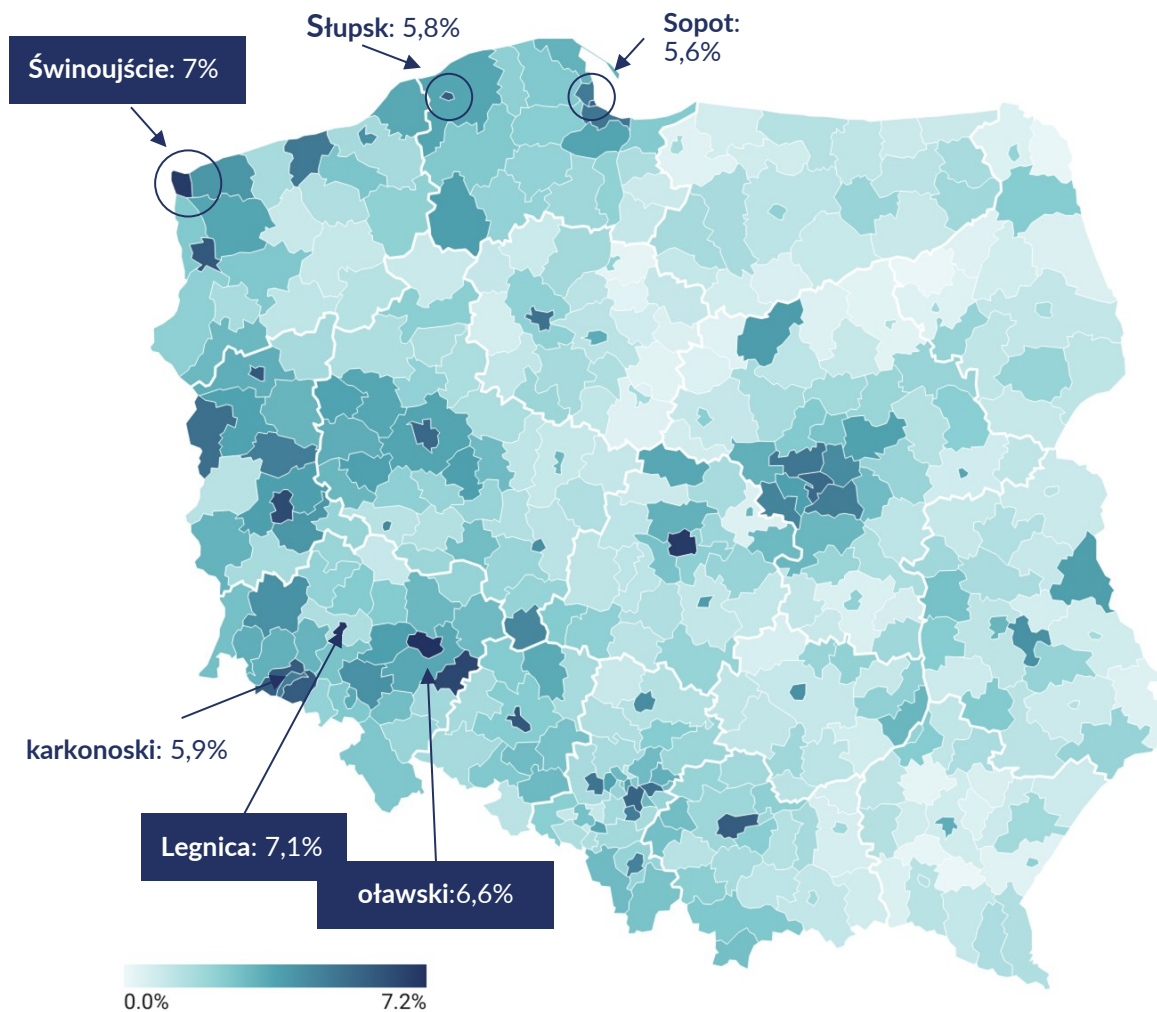 Słupsk: 5,8%
Sopot:
5,6%
Świnoujście: 7%
karkonoski: 5,9%
Legnica: 7,1%
oławski:6,6%
0.0%
7.2%